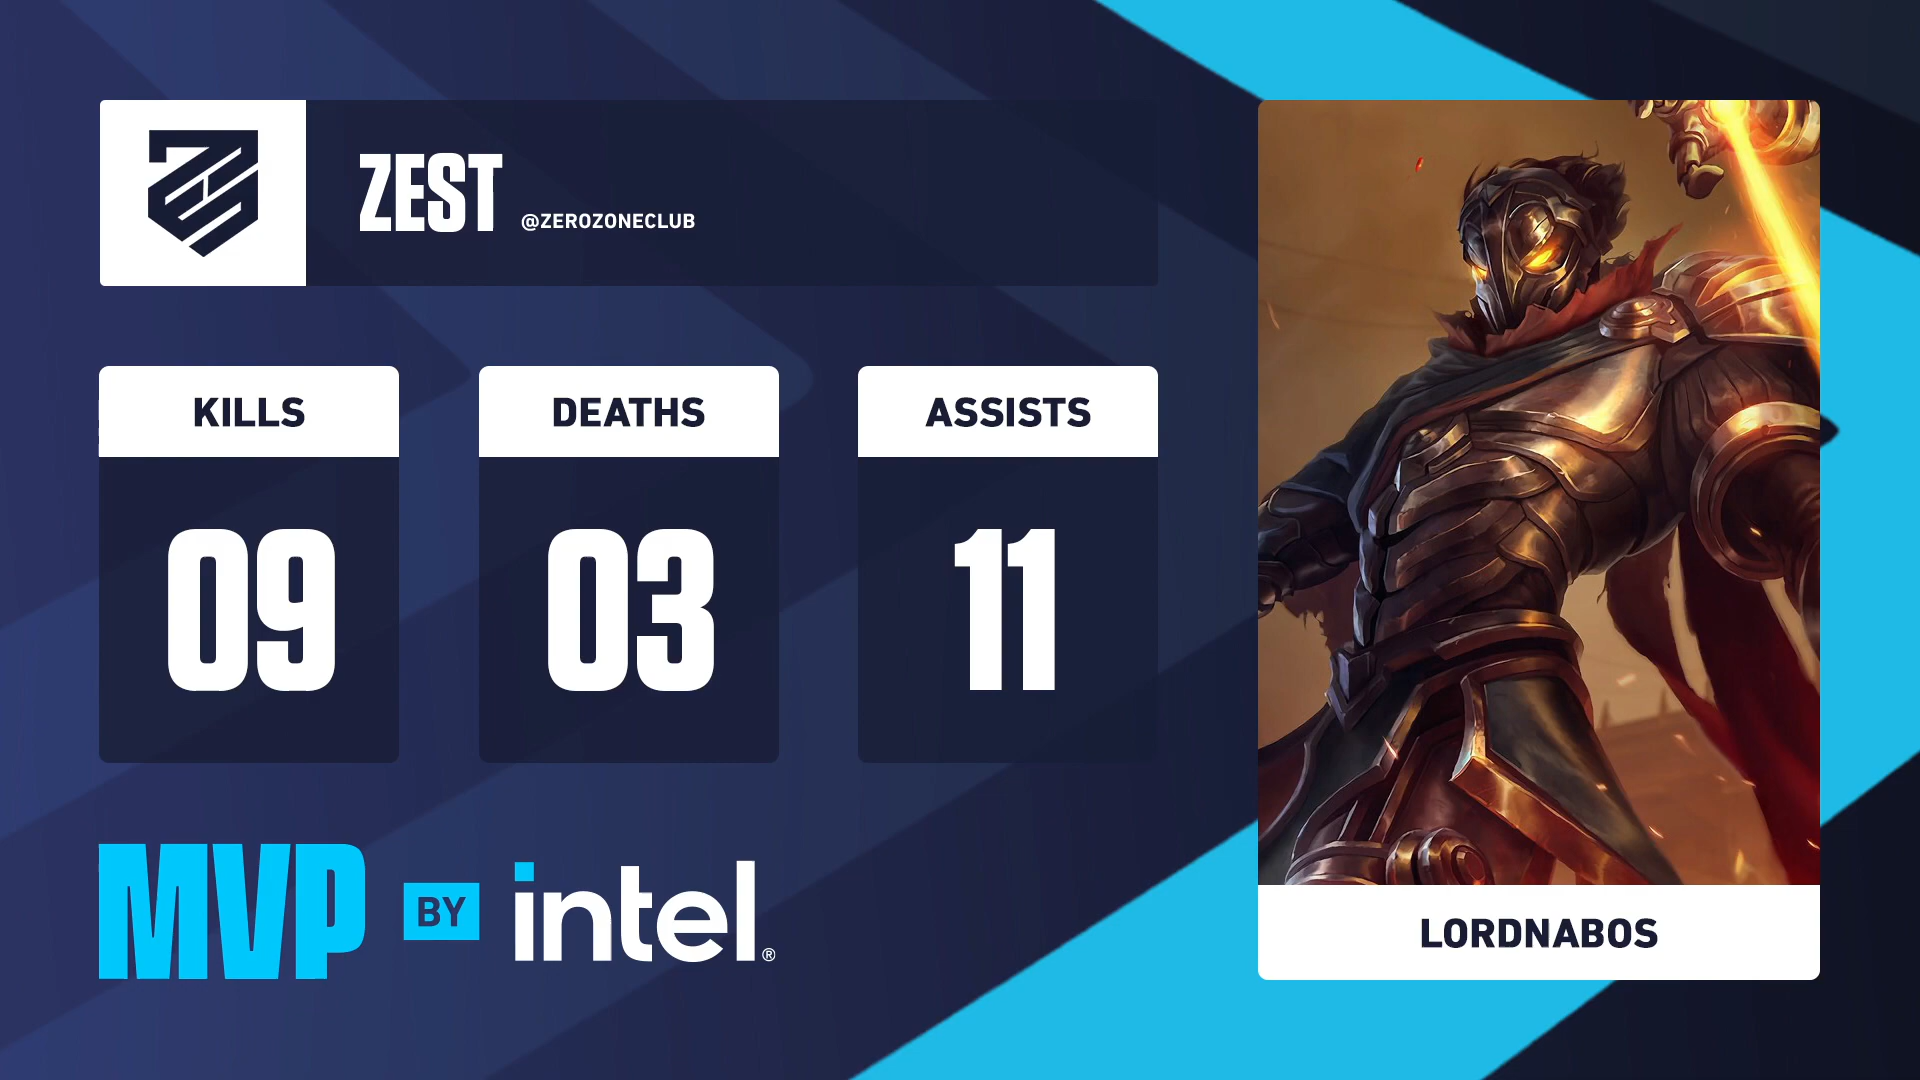 ZEST @ZEROZONECLUB
KILLS
09
DEATHS
03
ASSISTS
11
MVP BY intel®
LORDNABOS